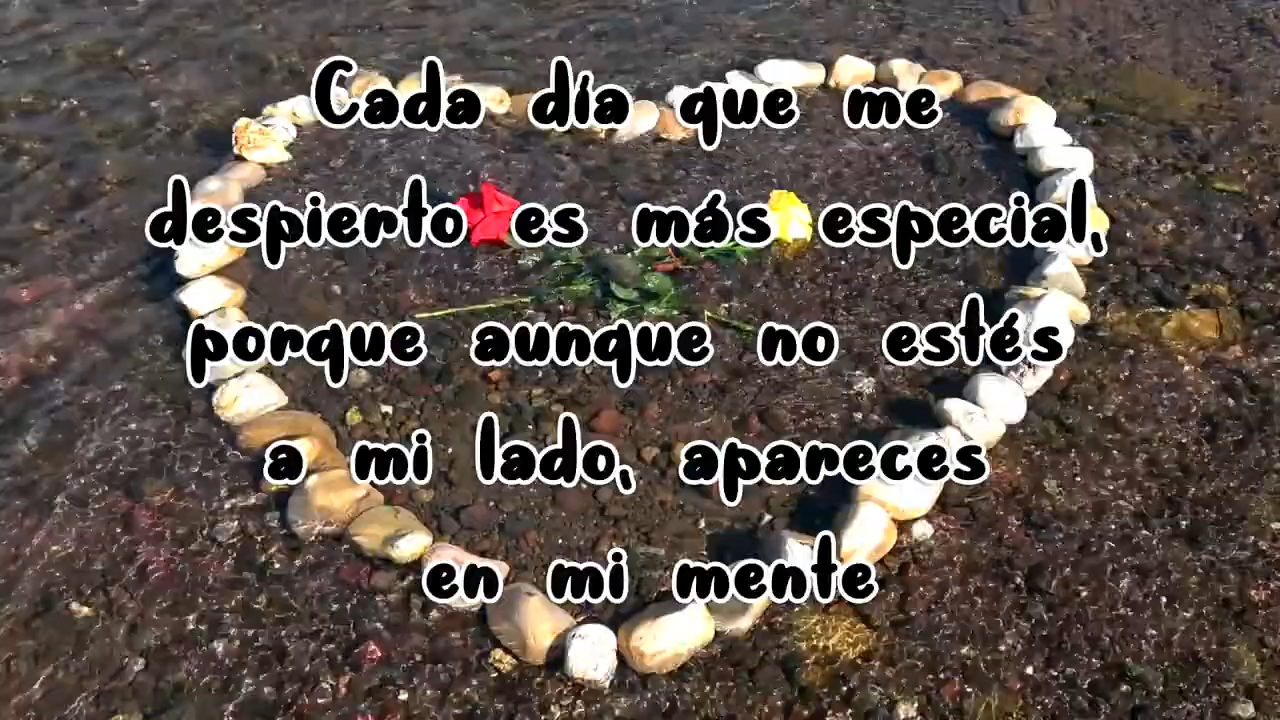 Cada día que me
despierto es más especial,
porque aunque no estés
a mi lado, apareces
en mi mente